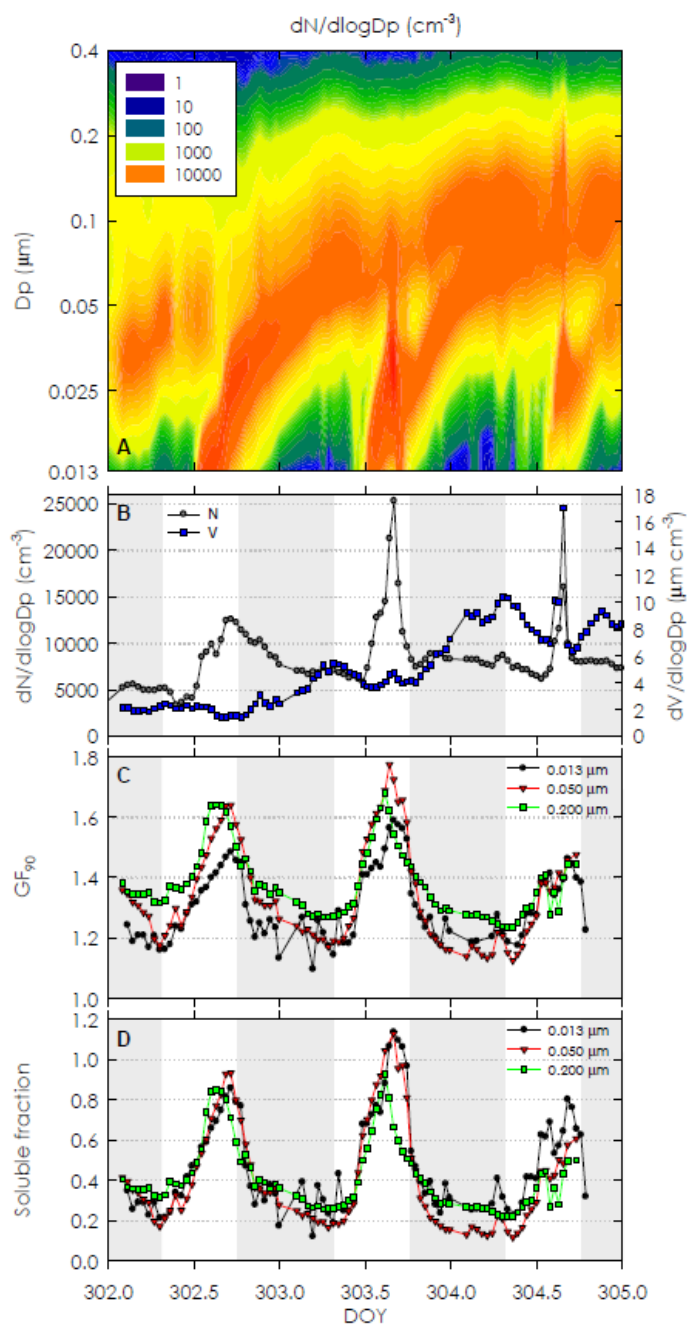 dN/dlogDp (cm⁻³)
0.4
0.2
0.1
0.05
0.025
0.013
Dp (µm)
1
10
100
1000
10000
A
B
N
V
25000
20000
15000
10000
5000
0
dN/dlogDp (cm⁻³)
18
16
14
12
10
8
6
4
2
0
dV/dlogDp (µm cm⁻³)
C
0.013 µm
0.050 µm
0.200 µm
1.8
1.6
1.4
1.2
1.0
GF₉₀
D
0.013 µm
0.050 µm
0.200 µm
1.2
1.0
0.8
0.6
0.4
0.2
0.0
Soluble fraction
302.0 302.5 303.0 303.5 304.0 304.5 305.0
DOY